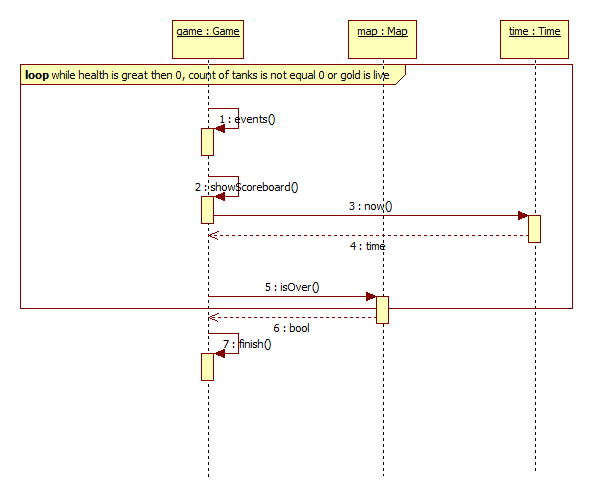 game : Game
map : Map
time : Time
loop while health is great then 0, count of tanks is not equal 0 or gold is live
1 : events()
2 : showScoreboard()
3 : now()
4 : time
5 : isOver()
6 : bool
7 : finish()